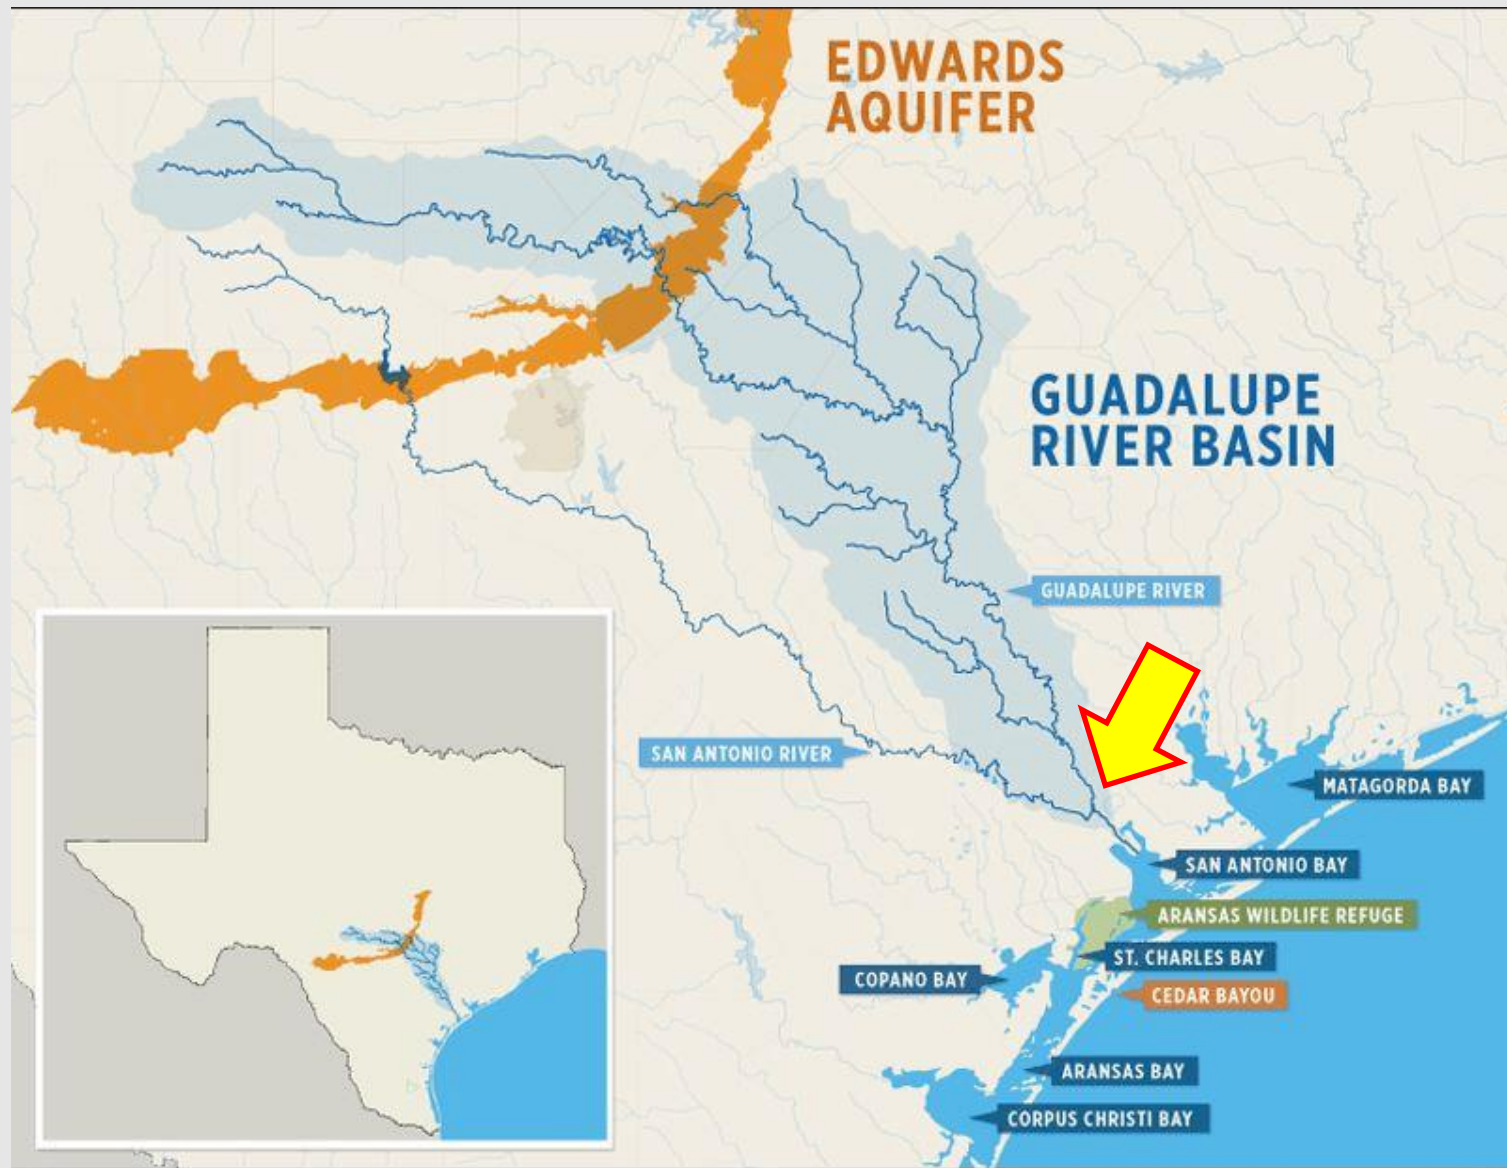 EDWARDS
AQUIFER
GUADALUPE
RIVER BASIN
GUADALUPE RIVER
SAN ANTONIO RIVER
MATAGORDA BAY
SAN ANTONIO BAY
ARANSAS WILDLIFE REFUGE
ST. CHARLES BAY
COPANO BAY
CEDAR BAYOU
ARANSAS BAY
CORPUS CHRISTI BAY